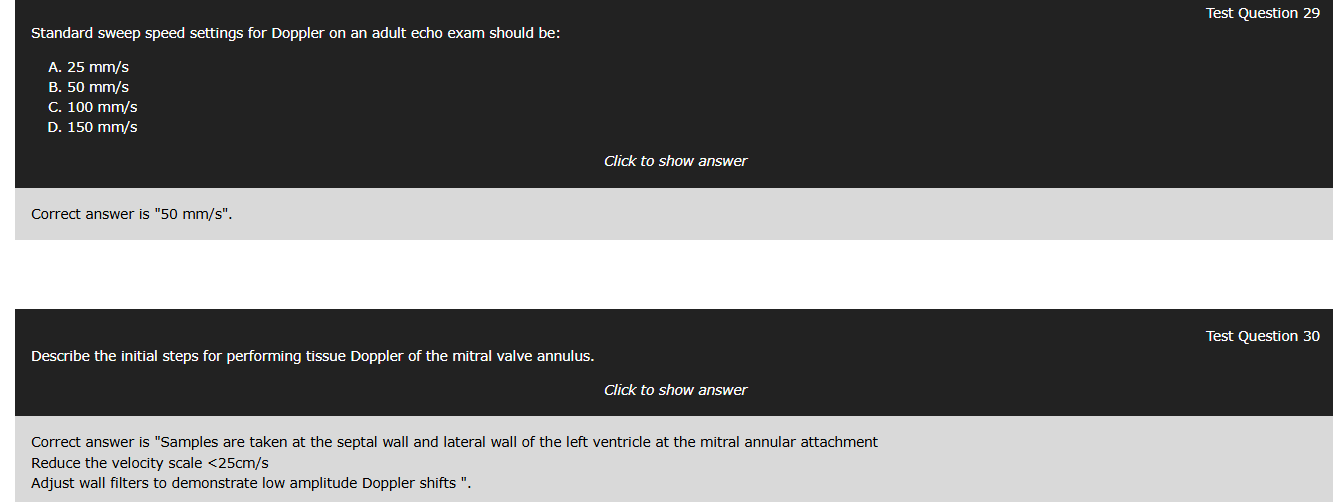 Test Question 29
Standard sweep speed settings for Doppler on an adult echo exam should be:
A. 25 mm/s
B. 50 mm/s
C. 100 mm/s
D. 150 mm/s
Click to show answer
Correct answer is "50 mm/s".
Test Question 30
Describe the initial steps for performing tissue Doppler of the mitral valve annulus.
Click to show answer
Correct answer is "Samples are taken at the septal wall and lateral wall of the left ventricle at the mitral annular attachment
Reduce the velocity scale <25cm/s
Adjust wall filters to demonstrate low amplitude Doppler shifts ".